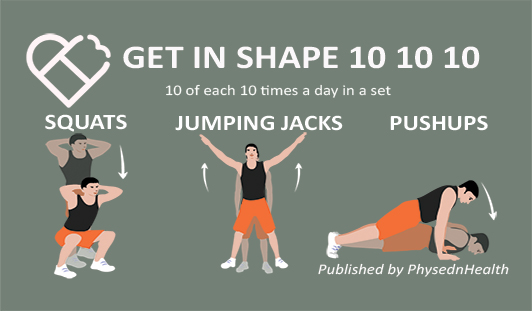 GET IN SHAPE 10 10 10
10 of each 10 times a day in a set
SQUATS JUMPING JACKS PUSHUPS
Published by PhysednHealth